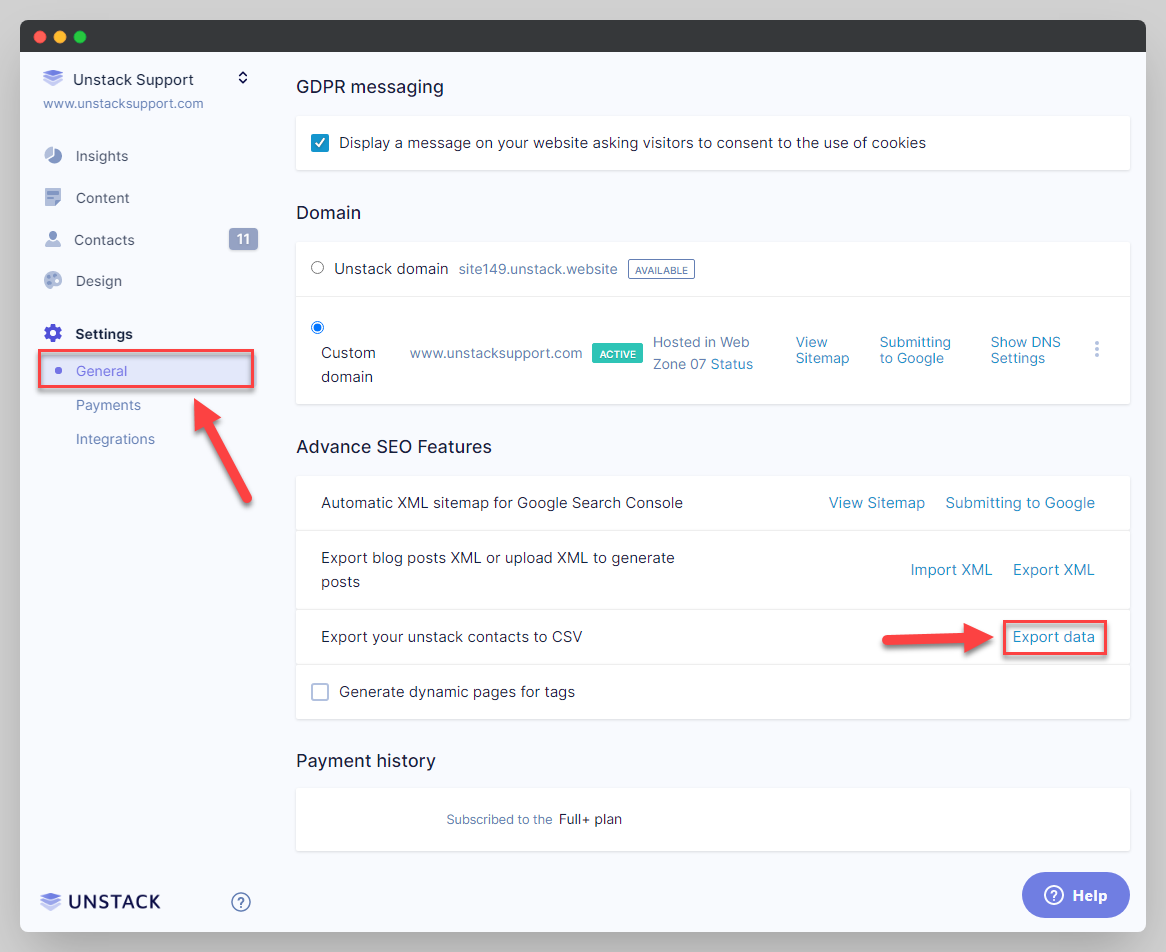 Unstack Support
www.unstacksupport.com
Insights
Content
Contacts 11
Design
Settings
General
Payments
Integrations
UNSTACK ?
GDPR messaging
Display a message on your website asking visitors to consent to the use of cookies
Domain
Unstack domain site149.unstack.website AVAILABLE
Custom
domain
www.unstacksupport.com ACTIVE
Hosted in Web
Zone 07 Status
View
Sitemap
Submitting
to Google
Show DNS
Settings
Advance SEO Features
Automatic XML sitemap for Google Search Console View Sitemap Submitting to Google
Export blog posts XML or upload XML to generate
posts
Import XML Export XML
Export your unstack contacts to CSV Export data
Generate dynamic pages for tags
Payment history
Subscribed to the Full+ plan
? Help